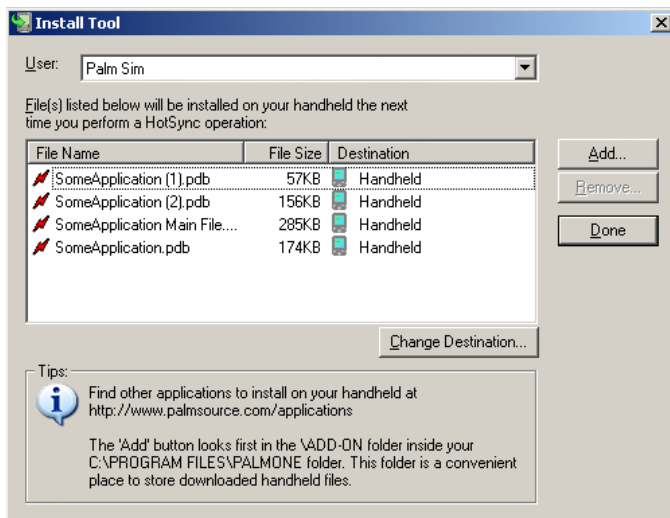 Install Tool
User: Palm Sim
File(s) listed below will be installed on your handheld the next
time you perform a HotSync operation:
File Name File Size Destination
SomeApplication (1).pdb 57KB Handheld
SomeApplication (2).pdb 156KB Handheld
SomeApplication Main File.... 285KB Handheld
SomeApplication.pdb 174KB Handheld
Add...
Remove...
Done
Change Destination...
Tips:
Find other applications to install on your handheld at
http://www.palmsource.com/applications
The 'Add' button looks first in the \ADD-ON folder inside your
C:\PROGRAM FILES\PALMONE folder. This folder is a convenient
place to store downloaded handheld files.